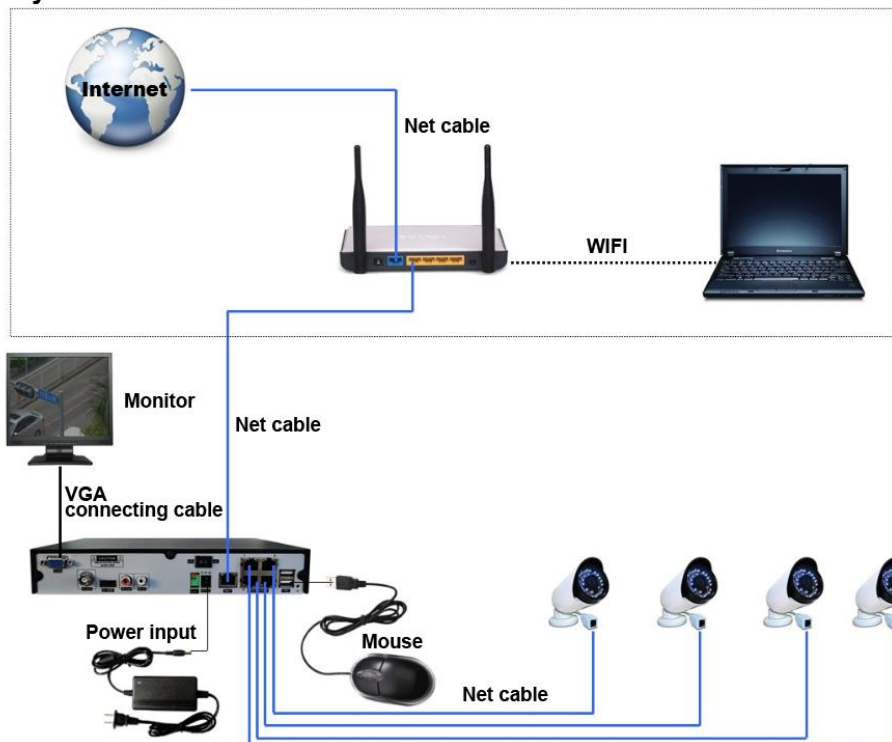 Internet
Net cable
WIFI
Monitor
Net cable
VGA
connecting cable
Power input
Mouse
Net cable